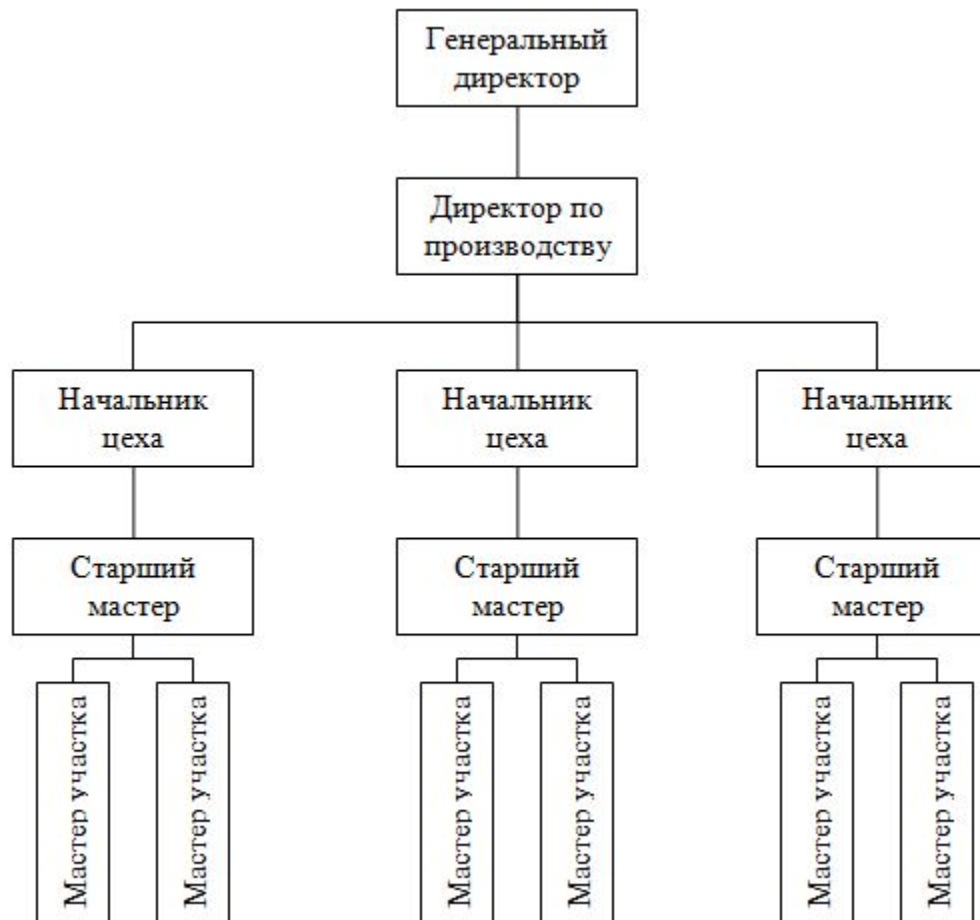 Генеральный
директор
Директор по
производству
Начальник
цеха
Начальник
цеха
Начальник
цеха
Старший
мастер
Старший
мастер
Старший
мастер
Мастер участка
Мастер участка
Мастер участка
Мастер участка
Мастер участка
Мастер участка